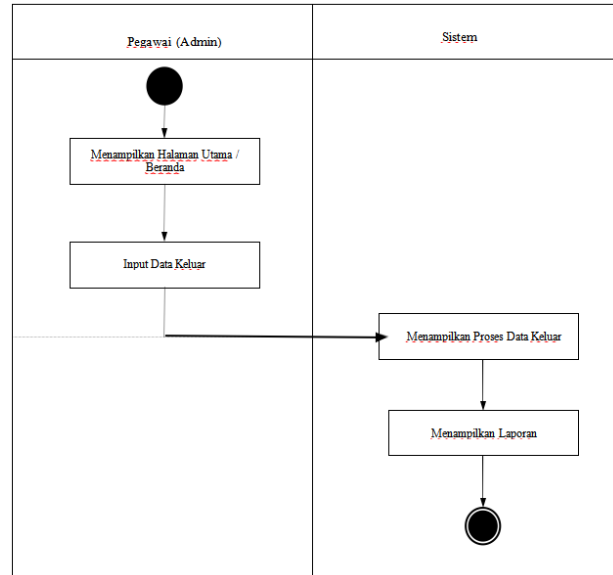 Pegawai (Admin)
Sistem
Menampilkan Halaman Utama /
Beranda
Input Data Keluar
Menampilkan Proses Data Keluar
Menampilkan Laporan